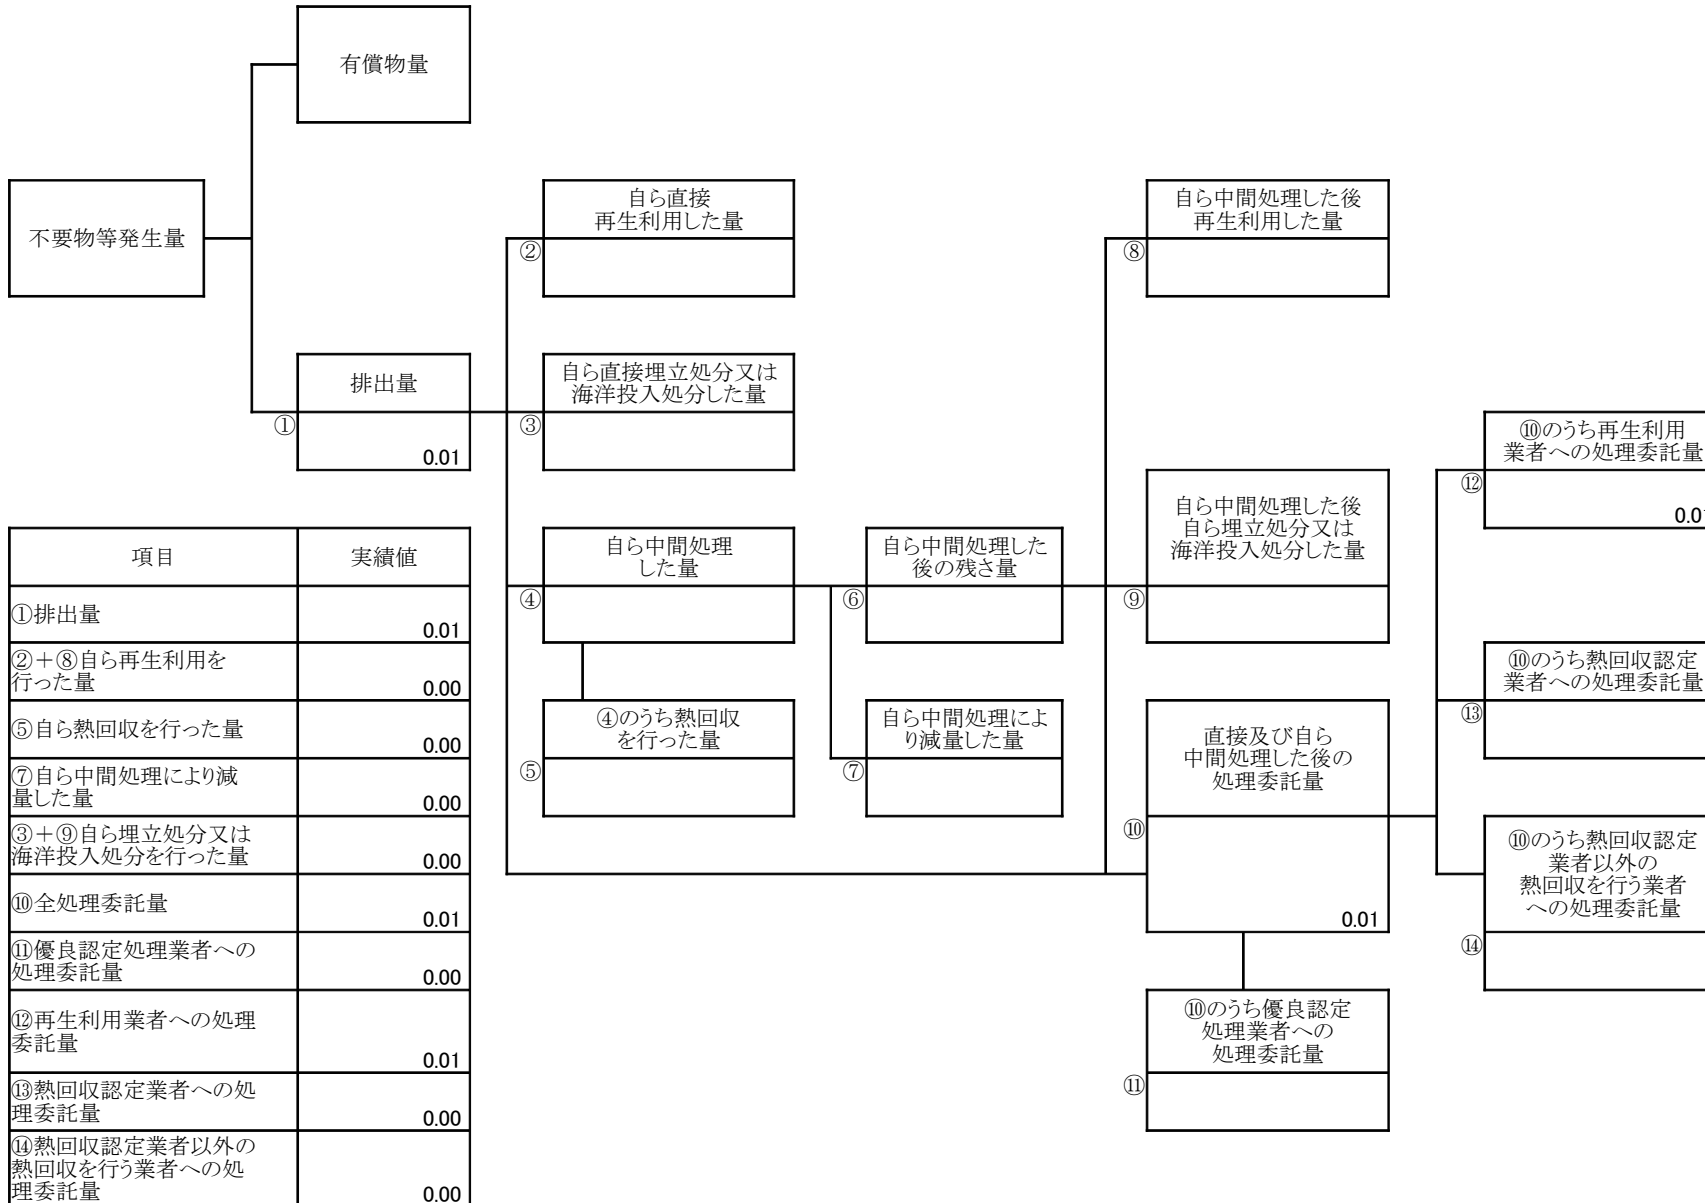 有償物量
不要物等発生量
自ら直接
再生利用した量
②
自ら中間処理した後
再生利用した量
⑧
排出量
①
0.01
自ら直接埋立処分又は
海洋投入処分した量
③
⑩のうち再生利用
業者への処理委託量
⑫
0.01
自ら中間処理した後
自ら埋立処分又は
海洋投入処分した量
⑨
自ら中間処理
した量
④
自ら中間処理した
後の残さ量
⑥
⑩のうち熱回収認定
業者への処理委託量
⑬
④のうち熱回収
を行った量
⑤
自ら中間処理によ
り減量した量
⑦
直接及び自ら
中間処理した後の
処理委託量
⑩
0.01
⑩のうち熱回収認定
業者以外の
熱回収を行う業者
への処理委託量
⑭
⑩のうち優良認定
処理業者への
処理委託量
⑪
項目 実績値
①排出量
0.01
②+⑧自ら再生利用を
行った量
0.00
⑤自ら熱回収を行った量
0.00
⑦自ら中間処理により減
量した量
0.00
③+⑨自ら埋立処分又は
海洋投入処分を行った量
0.00
⑩全処理委託量
0.01
⑪優良認定処理業者への
処理委託量
0.00
⑫再生利用業者への処理
委託量
0.01
⑬熱回収認定業者への処
理委託量
0.00
⑭熱回収認定業者以外の
熱回収を行う業者への処
理委託量
0.00